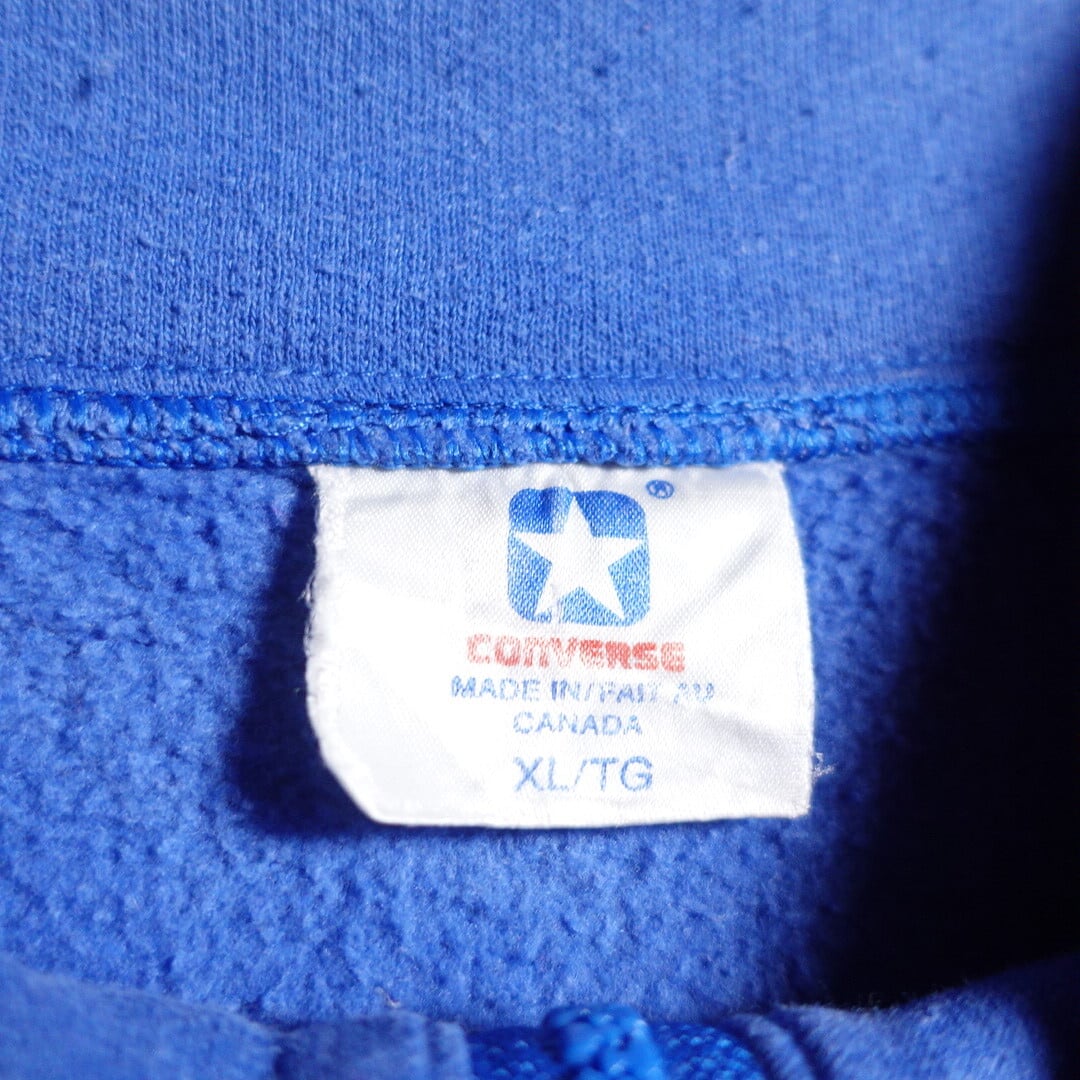 ®
CONVERSE
MADE IN/FAIT AU
CANADA
XL/TG